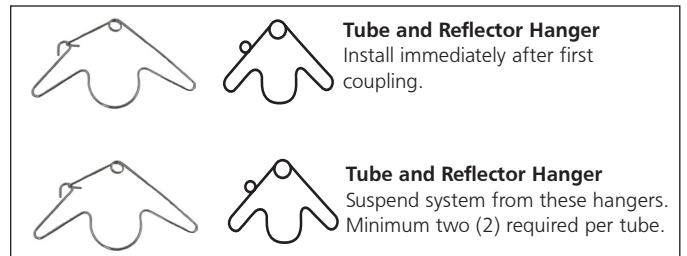 Tube and Reflector Hanger
Install immediately after first
coupling.
Tube and Reflector Hanger
Suspend system from these hangers.
Minimum two (2) required per tube.